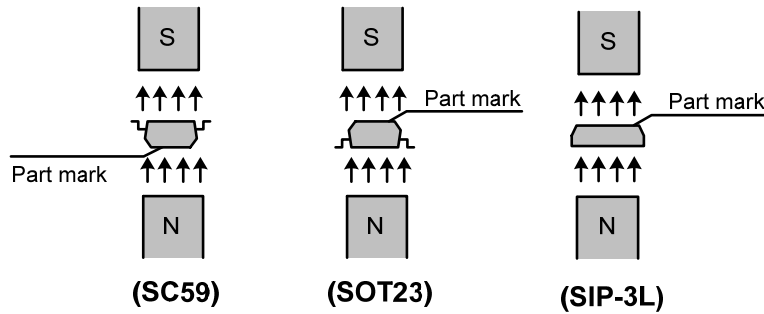 S
S
S
Part mark
Part mark
Part mark
N
N
N
(SC59)
(SOT23)
(SIP-3L)